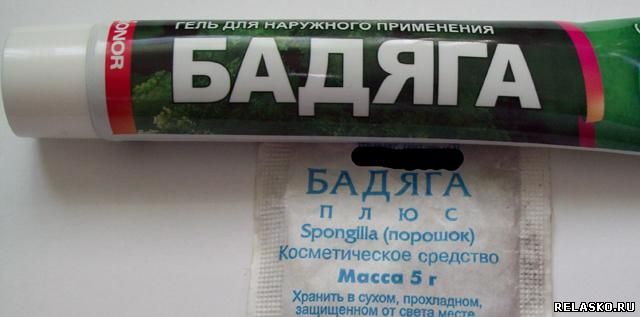 ГЕЛЬ ДЛЯ НАРУЖНОГО ПРИМЕНЕНИЯ
БАДЯГА
БАДЯГА
ПЛЮС
Spongilla (порошок)
Косметическое средство
Масса 5 г
Хранить в сухом, прохладном,
защищенном от света месте
RELASKO.RU